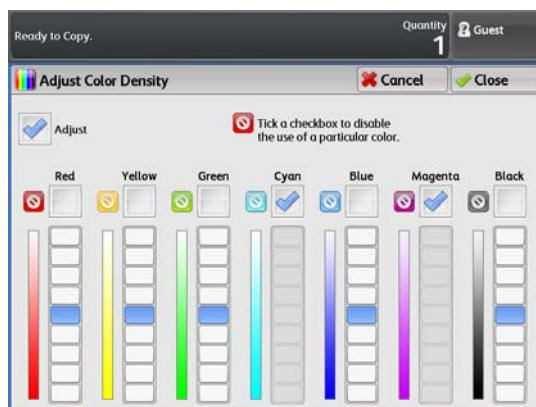 Ready to Copy.
Quantity
1
Guest
Adjust Color Density
Cancel
Close
Adjust
Tick a checkbox to disable
the use of a particular color.
Red Yellow Green Cyan Blue Magenta Black